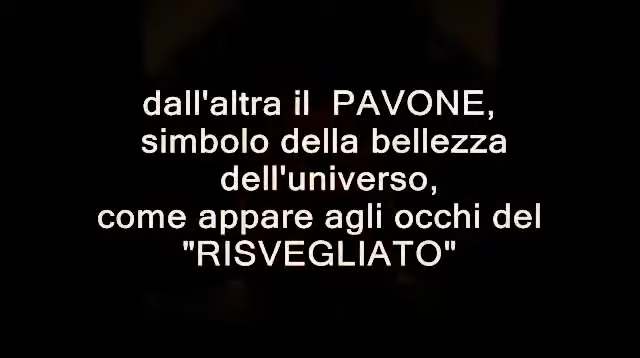 dall'altra il PAVONE,
simbolo della bellezza
dell'universo,
come appare agli occhi del
"RISVEGLIATO"